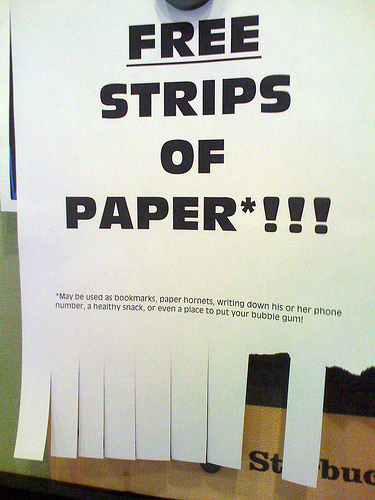 FREE
STRIPS
OF
PAPER*!!!
*May be used as bookmarks, paper hornets, writing down his or her phone
number, a healthy snack, or even a place to put your bubble gum!
St buc